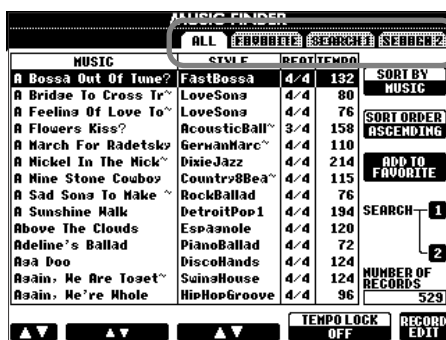 MUSIC FINDER
ALL FAVORITE SEARCH1 SEARCH2
MUSIC STYLE BEAT TEMPO
A Bossa Out Of Tune? FastBossa 4/4 132
A Bridge To Cross Tr~ LoveSong 4/4 80
A Feeling Of Love To~ LoveSong 4/4 76
A Flowers Kiss? AcousticBall~ 3/4 158
A March For Radetsky GermanMarc~ 4/4 110
A Nickel In The Nick~ DixieJazz 4/4 214
A Nine Stone Cowboy Country8Bea~ 4/4 115
A Sad Song To Make ~ RockBallad 4/4 76
A Sunshine Walk DetroitPop1 4/4 194
Above The Clouds Espagnole 4/4 120
Adeline's Ballad PianoBallad 4/4 72
Aga Doo DiscoHands 4/4 124
Again, We Are Toget~ SwingHouse 4/4 124
Again, We're Whole HipHopGroove 4/4 96
SORT BY
MUSIC
SORT ORDER
ASCENDING
ADD TO
FAVORITE
SEARCH 1
2
NUMBER OF
RECORDS
529
TEMPO LOCK
OFF
RECORD
EDIT